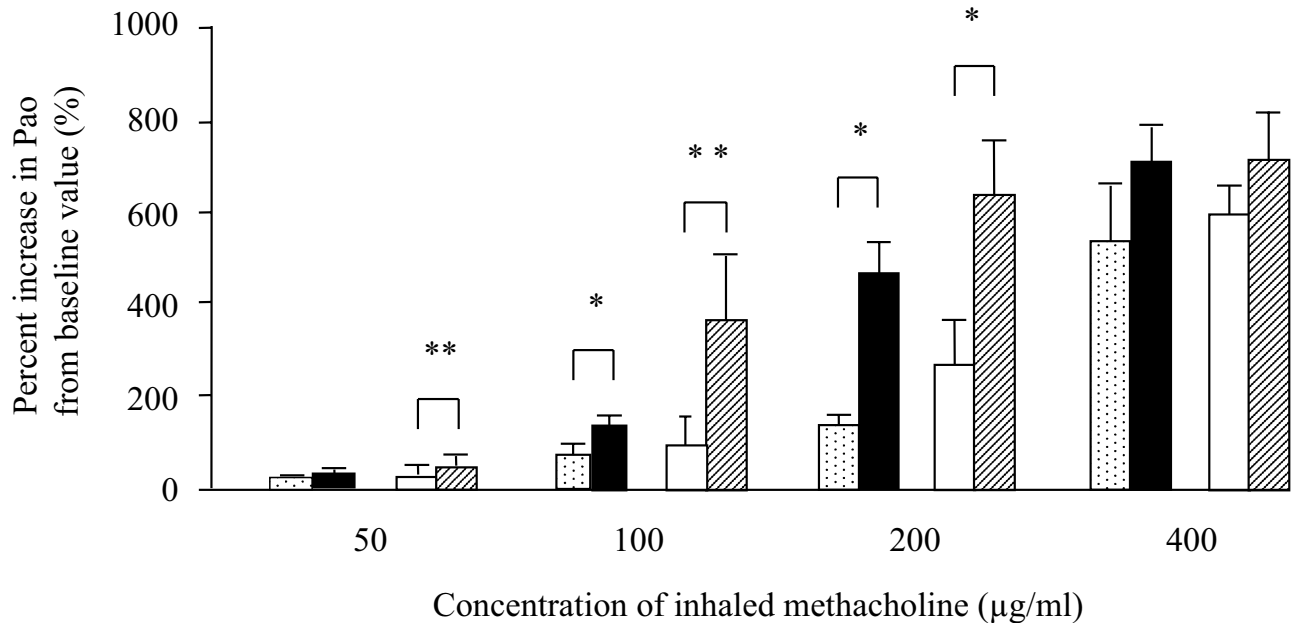 1000
800
600
400
200
0
Percent increase in Pao
from baseline value (%)
**
*
* *
*
*
50 100 200 400
Concentration of inhaled methacholine (µg/ml)